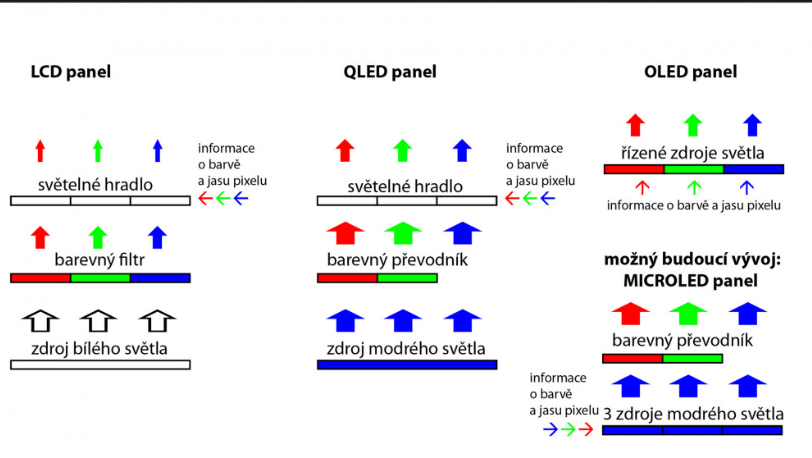 LCD panel
informace
o barvě
a jasu pixelu
světelné hradlo
barevný filtr
zdroj bílého světla
QLED panel
informace
o barvě
a jasu pixelu
světelné hradlo
barevný převodník
zdroj modrého světla
OLED panel
řízené zdroje světla
informace o barvě a jasu pixelu
možný budoucí vývoj:
MICROLED panel
barevný převodník
informace
o barvě
a jasu pixelu
3 zdroje modrého světla